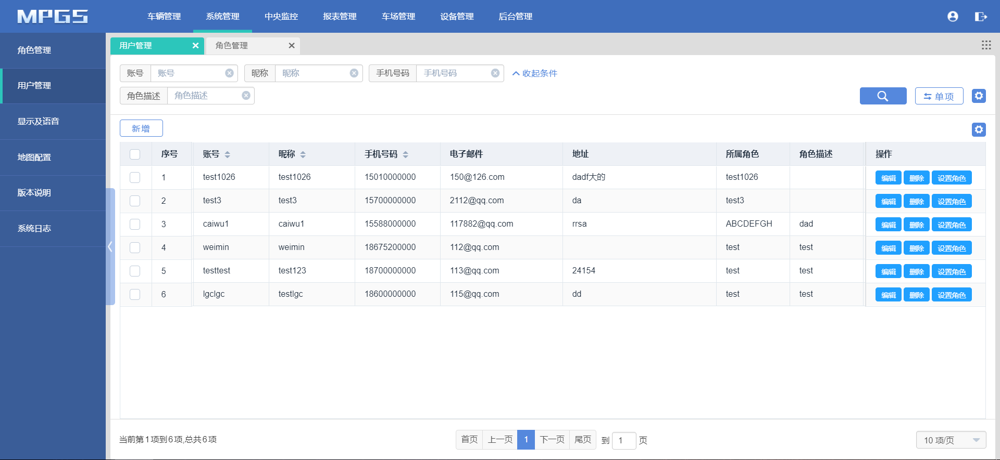 MPGS 车辆管理 系统管理 中央监控 报表管理 车场管理 设备管理 后台管理
角色管理
用户管理
显示及语音
地图配置
版本说明
系统日志
用户管理 角色管理
账号 账号 昵称 昵称 手机号码 手机号码 收起条件
角色描述 角色描述 单项
新增
序号 账号 昵称 手机号码 电子邮件 地址 所属角色 角色描述 操作
1 test1026 test1026 15010000000 150@126.com dadf大的 test1026 编辑 删除 设置角色
2 test3 test3 15700000000 2112@qq.com da test3 编辑 删除 设置角色
3 caiwu1 caiwu1 15588000000 117882@qq.com rrsa ABCDEFGH dad 编辑 删除 设置角色
4 weimin weimin 18675200000 112@qq.com test test 编辑 删除 设置角色
5 testtest test123 18700000000 113@qq.com 24154 test test 编辑 删除 设置角色
6 lgclgc testlgc 18600000000 115@qq.com dd test test 编辑 删除 设置角色
当前第1项到6项,总共6项 首页 上一页 1 下一页 尾页 到 1 页 10 项/页